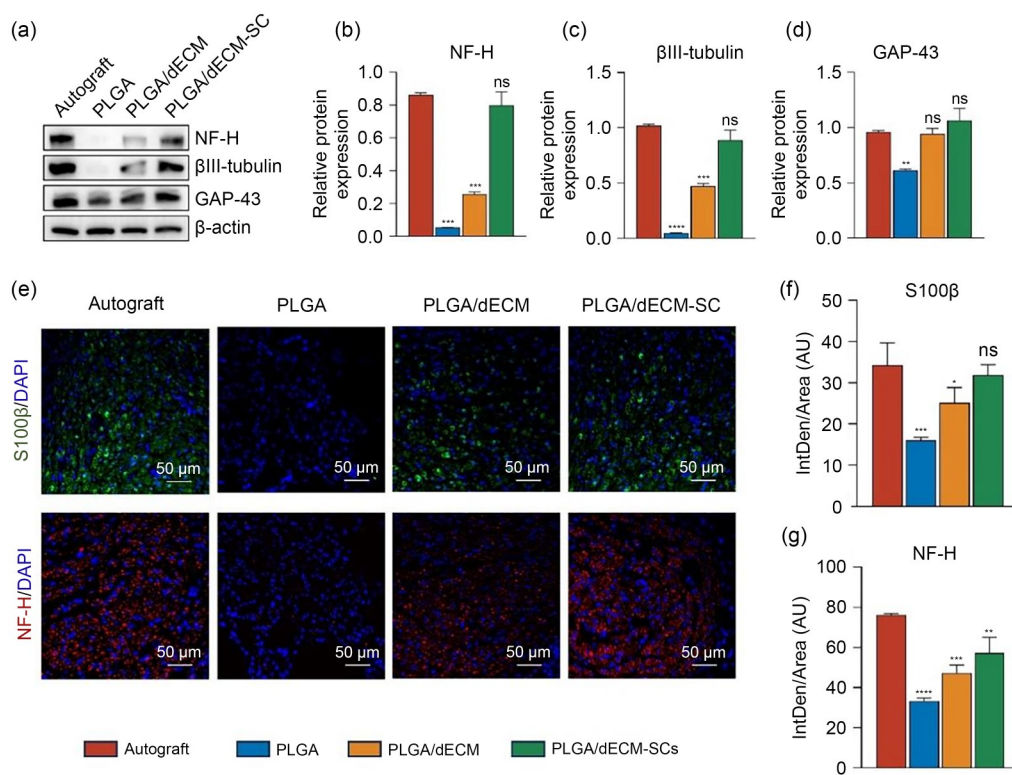 (a)
Autograft
PLGA
PLGA/dECM
PLGA/dECM-SC
NF-H
βIII-tubulin
GAP-43
β-actin
(b)
NF-H
Relative protein
expression
1.0
0.8
0.6
0.4
0.2
0.0
***
***
ns
(c)
βIII-tubulin
Relative protein
expression
1.5
1.0
0.5
0.0
****
***
ns
(d)
GAP-43
Relative protein
expression
1.5
1.0
0.5
0.0
**
ns
ns
(e)
Autograft
PLGA
PLGA/dECM
PLGA/dECM-SC
S100β/DAPI
50 µm
50 µm
50 µm
50 µm
NF-H/DAPI
50 µm
50 µm
50 µm
50 µm
(f)
S100β
IntDen/Area (AU)
50
40
30
20
10
0
***
*
ns
(g)
NF-H
IntDen/Area (AU)
100
80
60
40
20
0
****
***
**
Autograft
PLGA
PLGA/dECM
PLGA/dECM-SCs